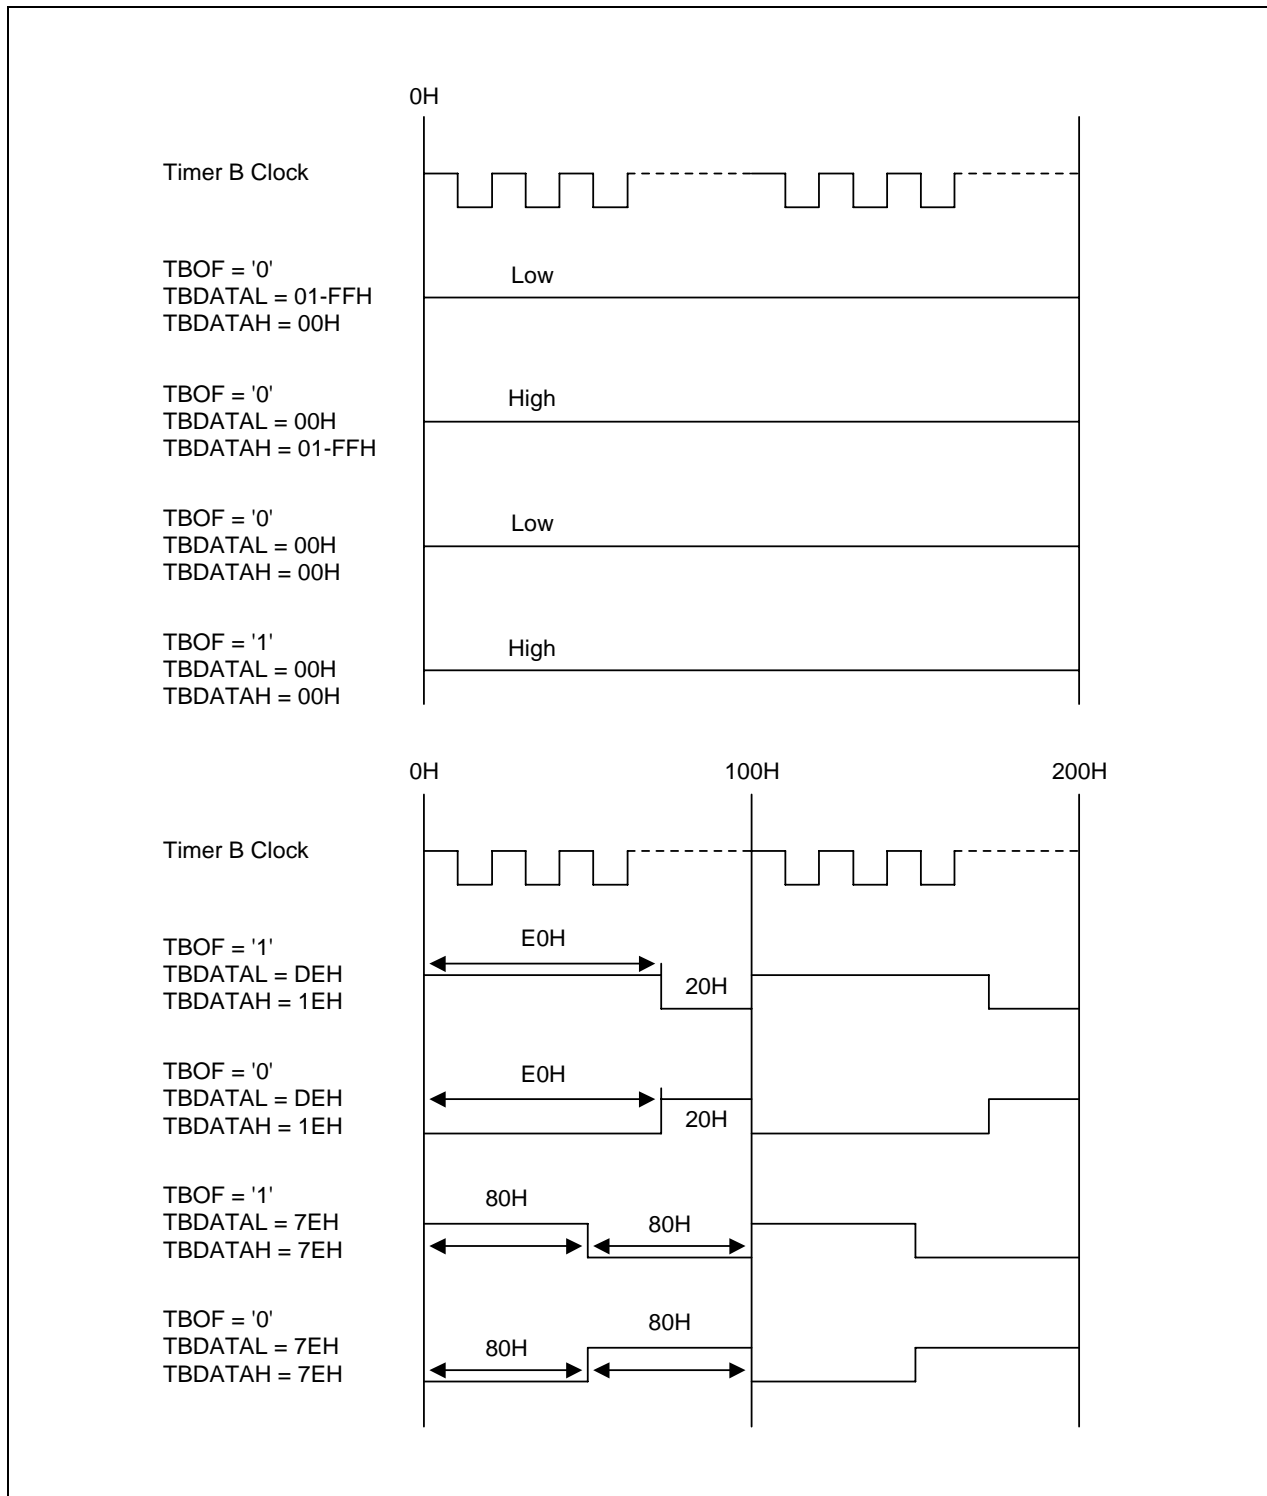 0H
Timer B Clock
TBOF = '0'
TBDATAL = 01-FFH
TBDATAH = 00H
Low
TBOF = '0'
TBDATAL = 00H
TBDATAH = 01-FFH
High
TBOF = '0'
TBDATAL = 00H
TBDATAH = 00H
Low
TBOF = '1'
TBDATAL = 00H
TBDATAH = 00H
High
0H
100H
200H
Timer B Clock
TBOF = '1'
TBDATAL = DEH
TBDATAH = 1EH
E0H
20H
TBOF = '0'
TBDATAL = DEH
TBDATAH = 1EH
E0H
20H
TBOF = '1'
TBDATAL = 7EH
TBDATAH = 7EH
80H
80H
TBOF = '0'
TBDATAL = 7EH
TBDATAH = 7EH
80H
80H